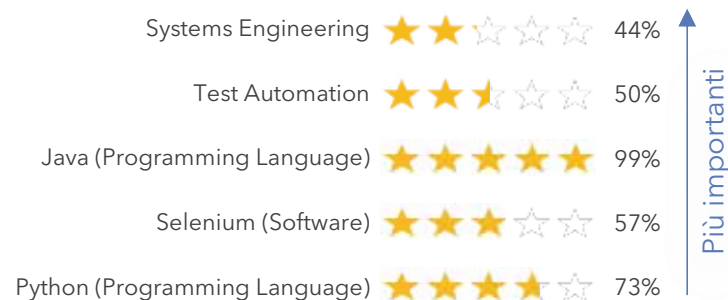 Systems Engineering 44%
Test Automation 50%
Java (Programming Language) 99%
Selenium (Software) 57%
Python (Programming Language) 73%
Più importanti